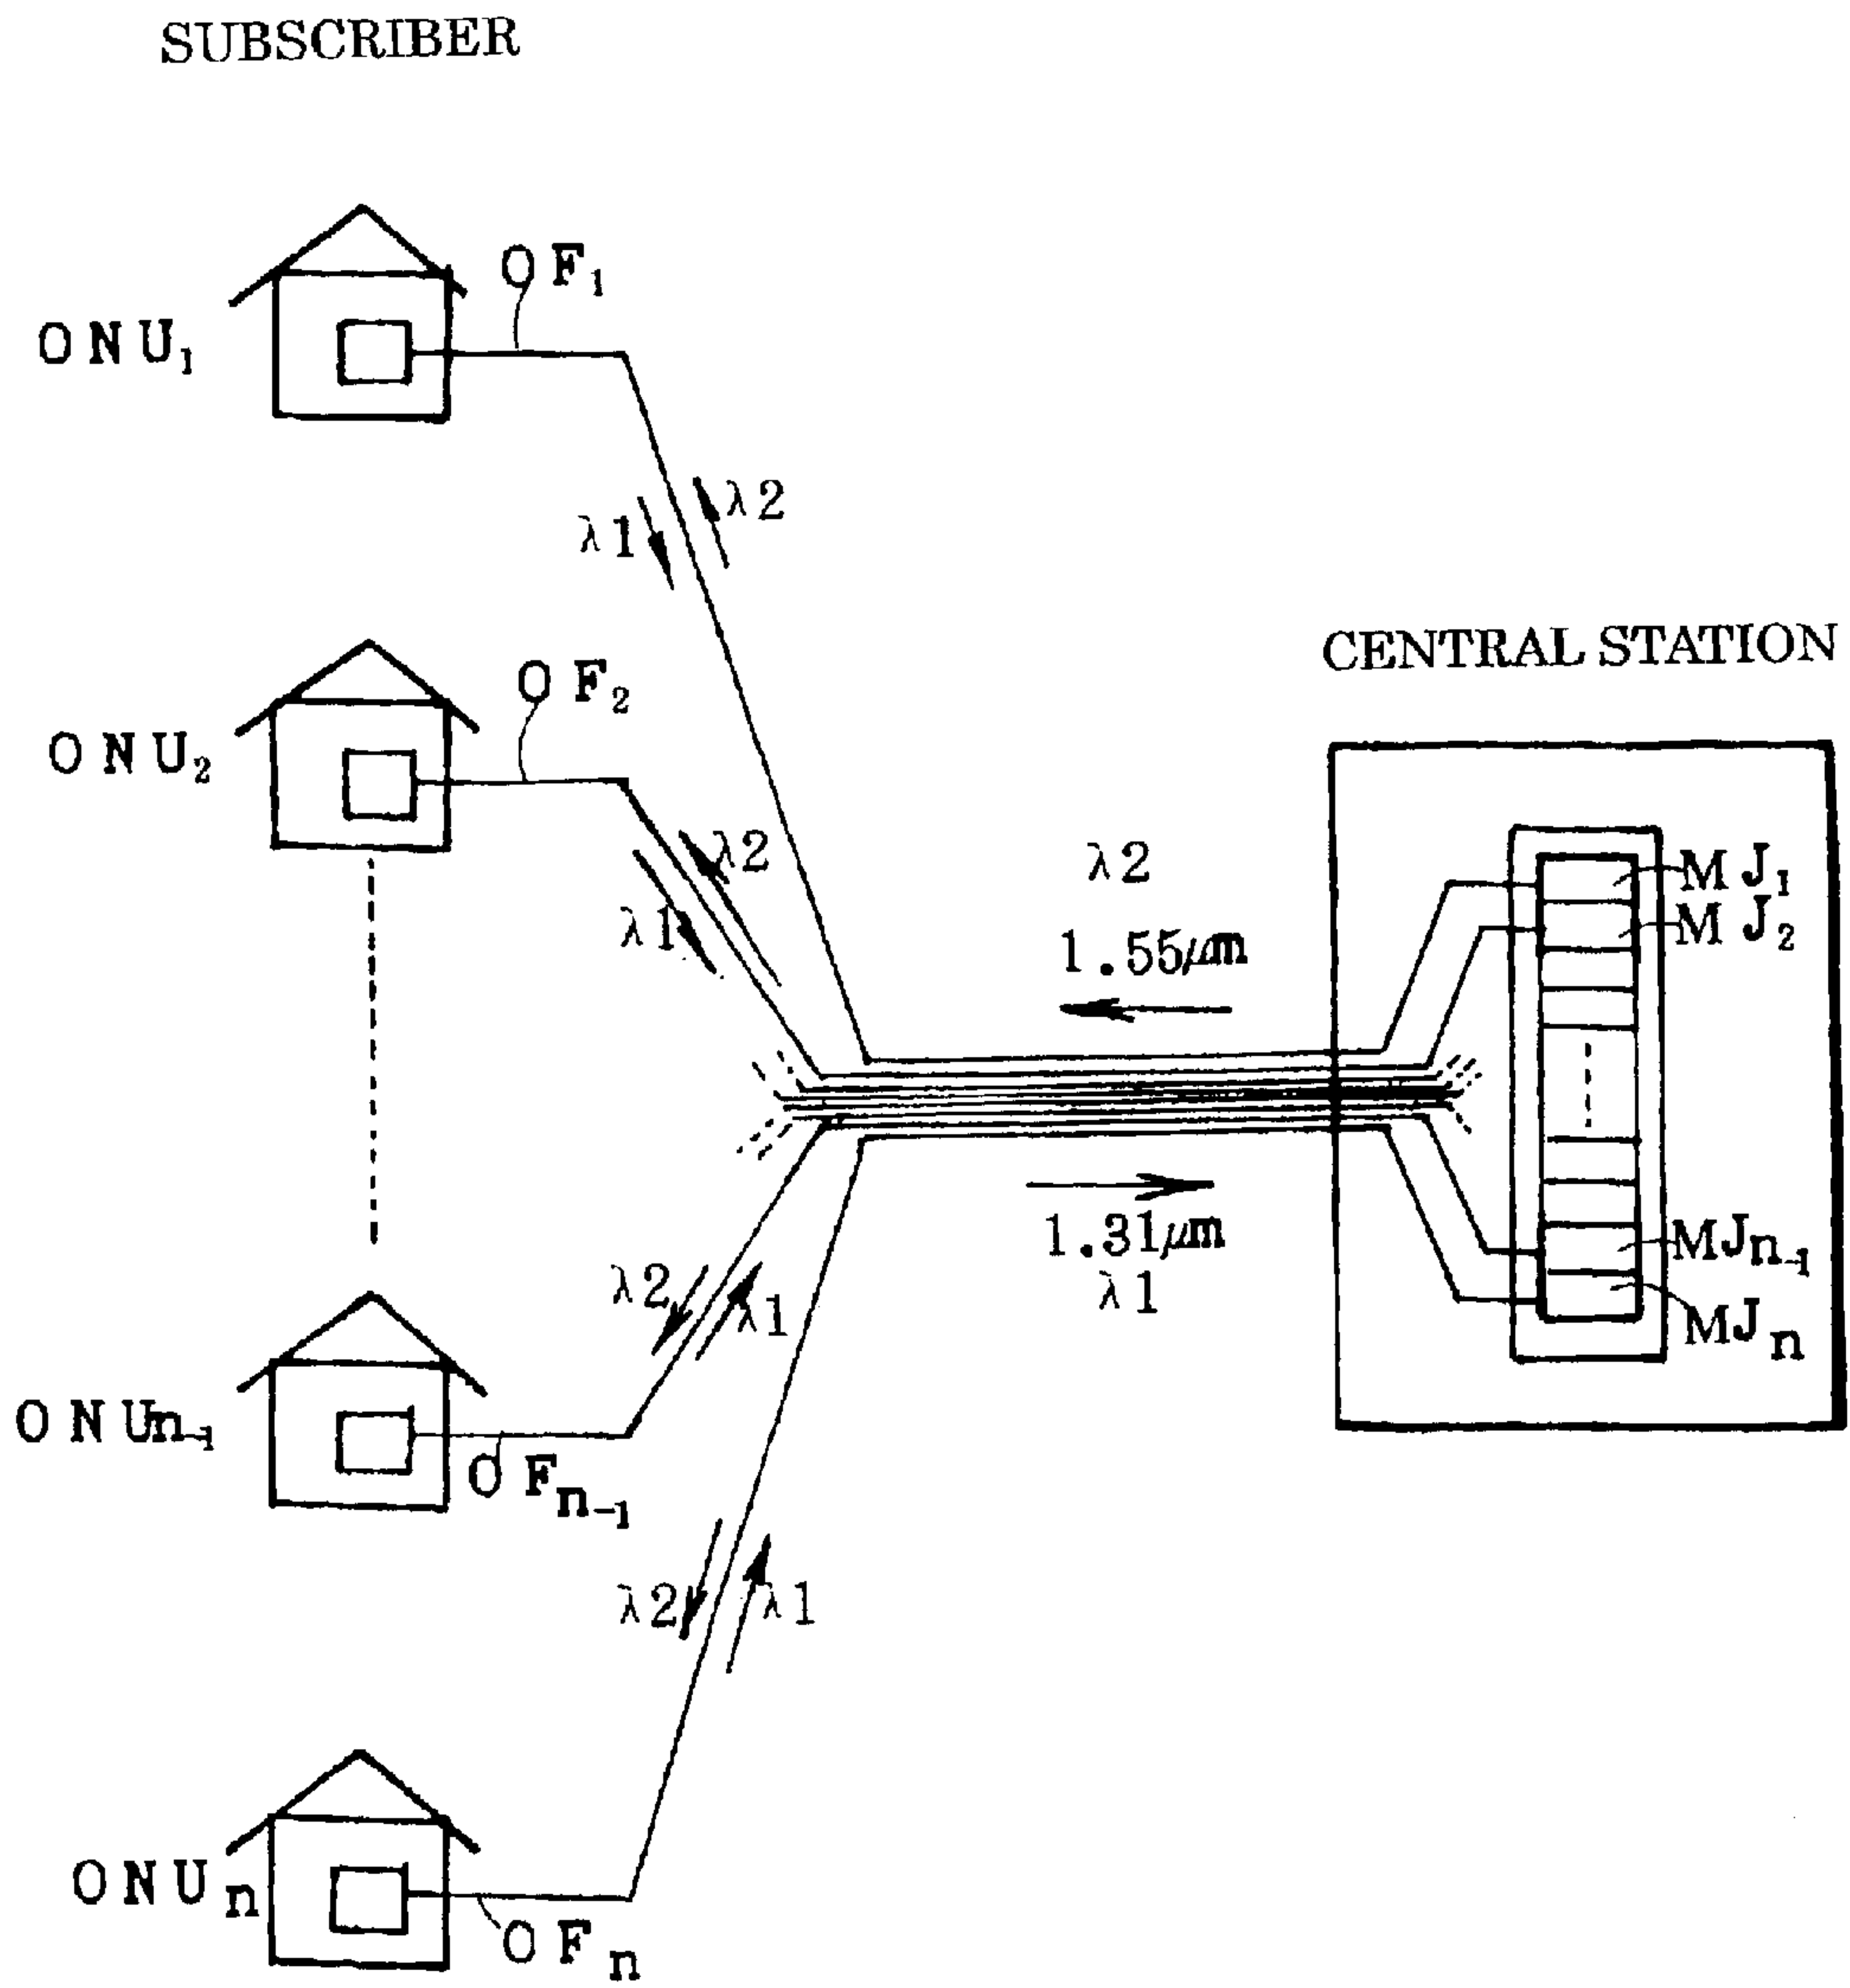 SUBSCRIBER
OF₁
ONU₁
λ2
λ1
CENTRAL STATION
OF₂
ONU₂
λ2
λ1
λ2
1.55μm
MJ₁
MJ₂
1.31μm
λ1
MJn-1
MJn
λ2
λ1
ONUn-1
OFn-1
λ2
λ1
ONUn
OFn